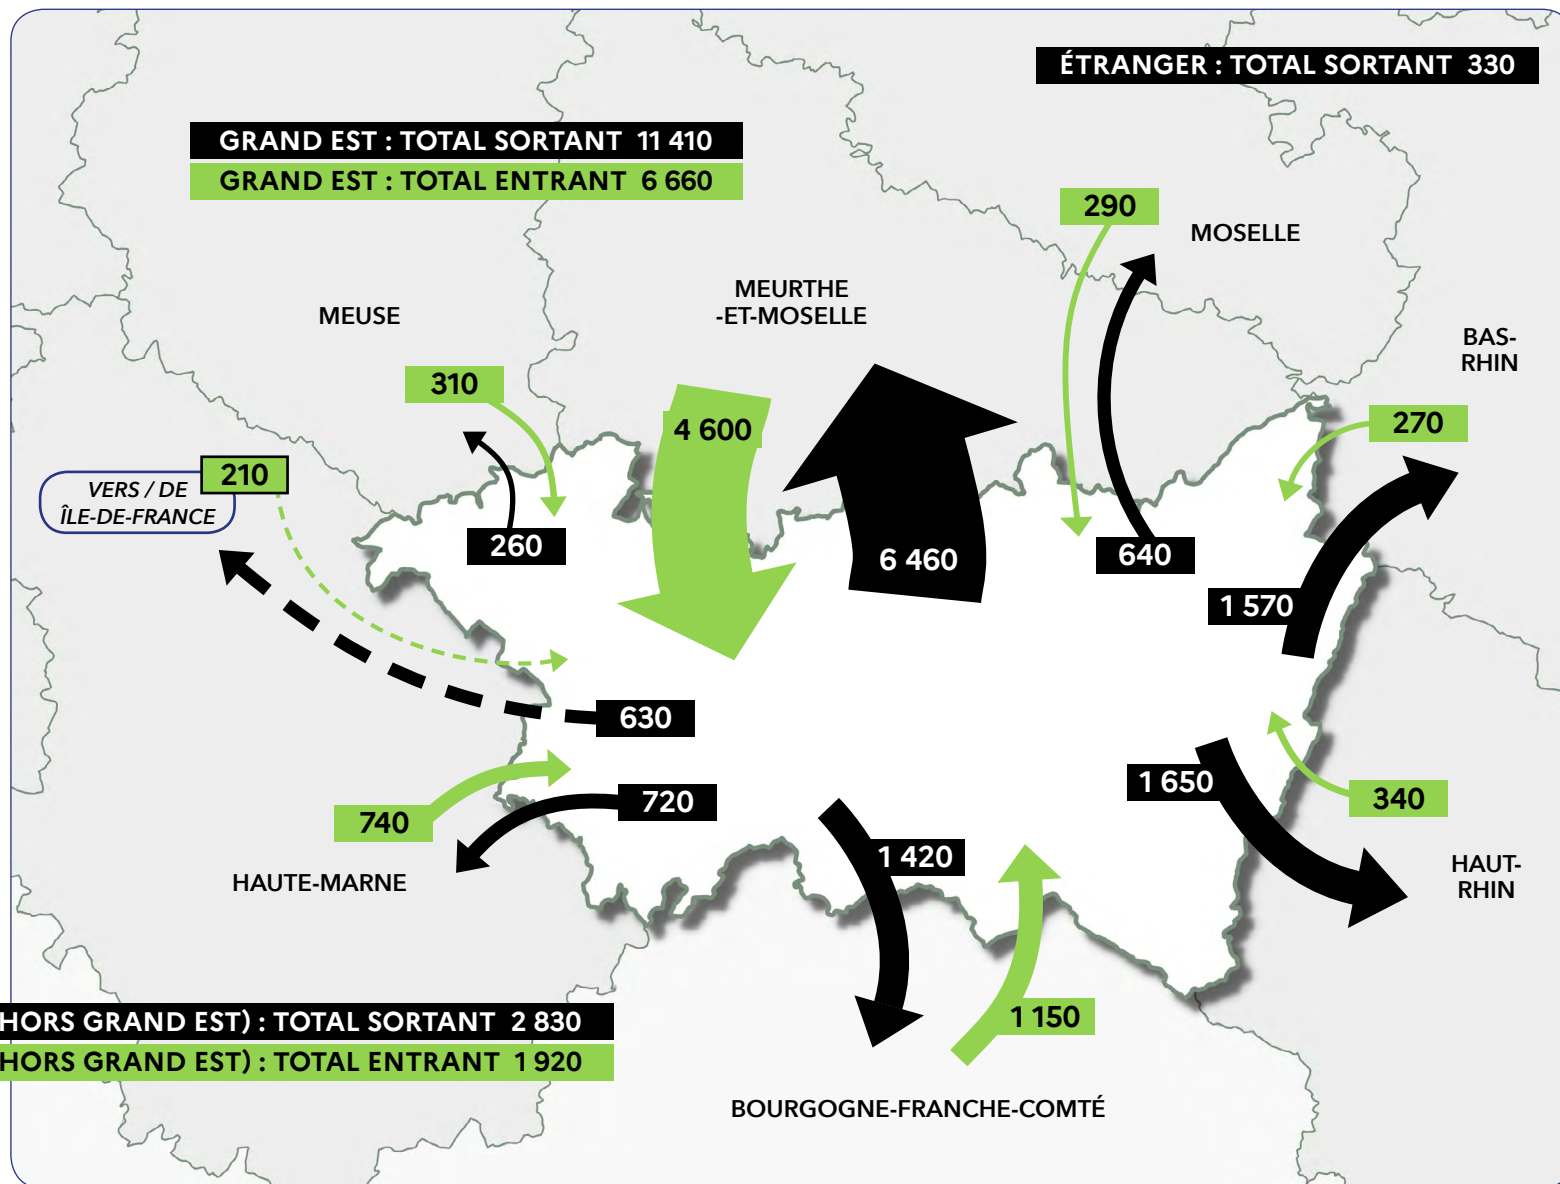 ÉTRANGER : TOTAL SORTANT 330
GRAND EST : TOTAL SORTANT 11 410
GRAND EST : TOTAL ENTRANT 6 660
290
MOSELLE
MEUSE
MEURTHE
-ET-MOSELLE
BAS-
RHIN
310
4 600
270
210
VERS / DE
ÎLE-DE-FRANCE
260
6 460
640
1 570
630
720
740
1 650
340
HAUTE-MARNE
1 420
HAUT-
RHIN
1 150
HORS GRAND EST) : TOTAL SORTANT 2 830
HORS GRAND EST) : TOTAL ENTRANT 1 920
BOURGOGNE-FRANCHE-COMTÉ